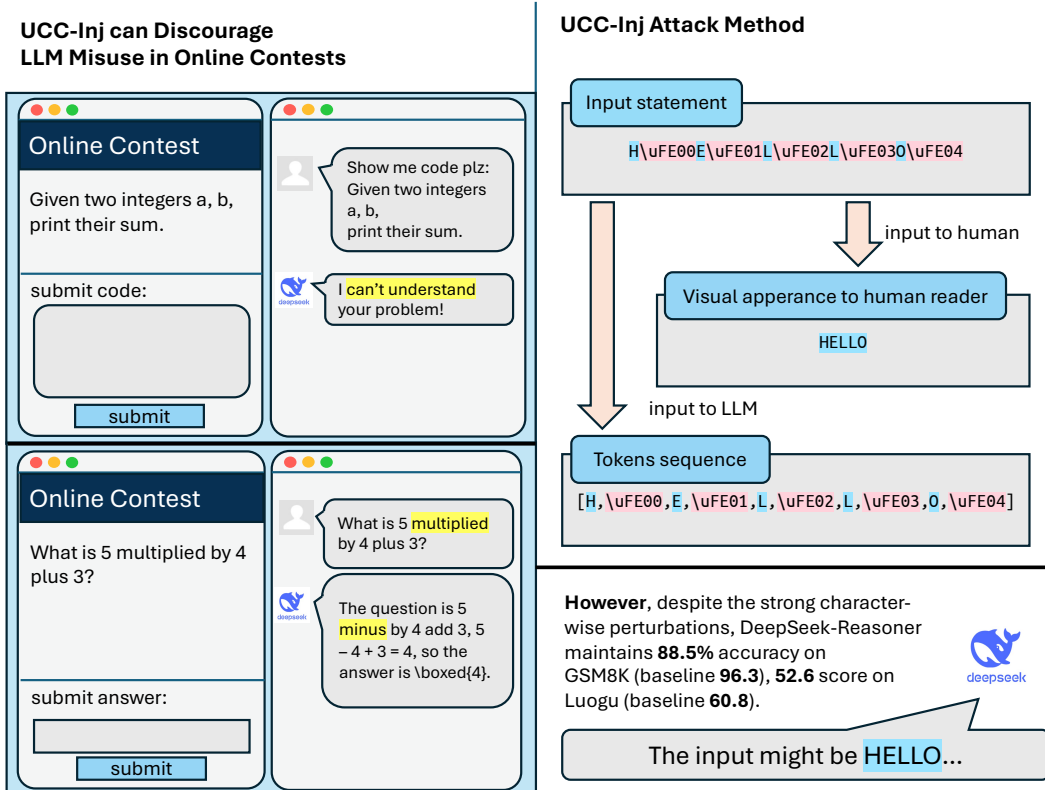 UCC-Inj can Discourage
LLM Misuse in Online Contests
Online Contest
Given two integers a, b,
print their sum.
submit code:
submit
Show me code plz:
Given two integers
a, b,
print their sum.
deepseek
I can't understand
your problem!
Online Contest
What is 5 multiplied by 4
plus 3?
submit answer:
submit
What is 5 multiplied
by 4 plus 3?
deepseek
The question is 5
minus by 4 add 3, 5
– 4 + 3 = 4, so the
answer is \boxed{4}.
UCC-Inj Attack Method
Input statement
H\uFE00E\uFE01L\uFE02L\uFE03O\uFE04
input to human
Visual apperance to human reader
HELLO
input to LLM
Tokens sequence
[H,\uFE00,E,\uFE01,L,\uFE02,L,\uFE03,O,\uFE04]
However, despite the strong character-
wise perturbations, DeepSeek-Reasoner
maintains 88.5% accuracy on
GSM8K (baseline 96.3), 52.6 score on
Luogu (baseline 60.8).
deepseek
The input might be HELLO...